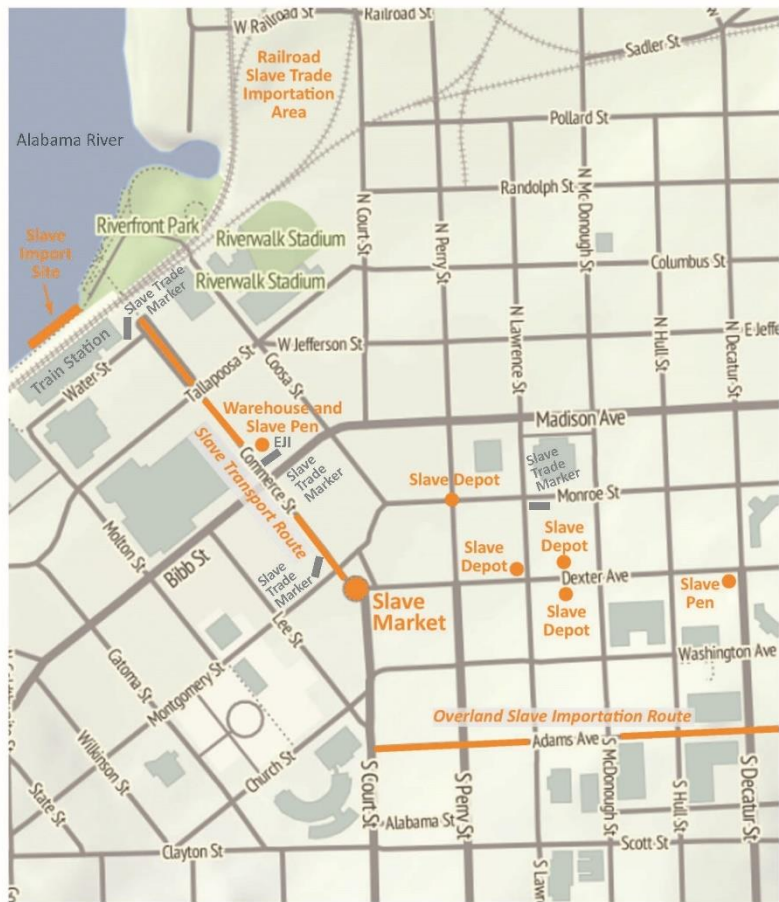 W Railroad St
Railroad St
W
Sadler St
Railroad
Slave Trade
Importation
Area
Pollard St
Alabama River
Randolph St
N McDonough St
N Court St
N Perry St
Riverfront Park
Riverwalk Stadium
Columbus St
Slave
Import
Site
Riverwalk Stadium
Slave Trade
Marker
N Lawrence St
N Hull St
N Decatur St
E Jeffe
Train Station
W Jefferson St
Water St
Tallapoosa St
Coosa St
Warehouse and
Slave Pen
EJI
Madison Ave
Slave Transport Route
Commerce St
Slave
Trade
Marker
Slave Depot
Slave
Trade
Marker
Monroe St
Molton St
Bibb St
Slave
Depot
Slave
Depot
Dexter Ave
Slave
Trade
Marker
Slave
Market
Slave
Depot
Slave
Pen
Lee St
Washington Ave
Gatoma St
Montgomery St
Overland Slave Importation Route
Adams Ave
Wilkinson St
Church St
S Court St
S Perry St
S McDonough St
S Hull St
S Decatur St
State St
Alabama St
Clayton St
Scott St
S Lawre